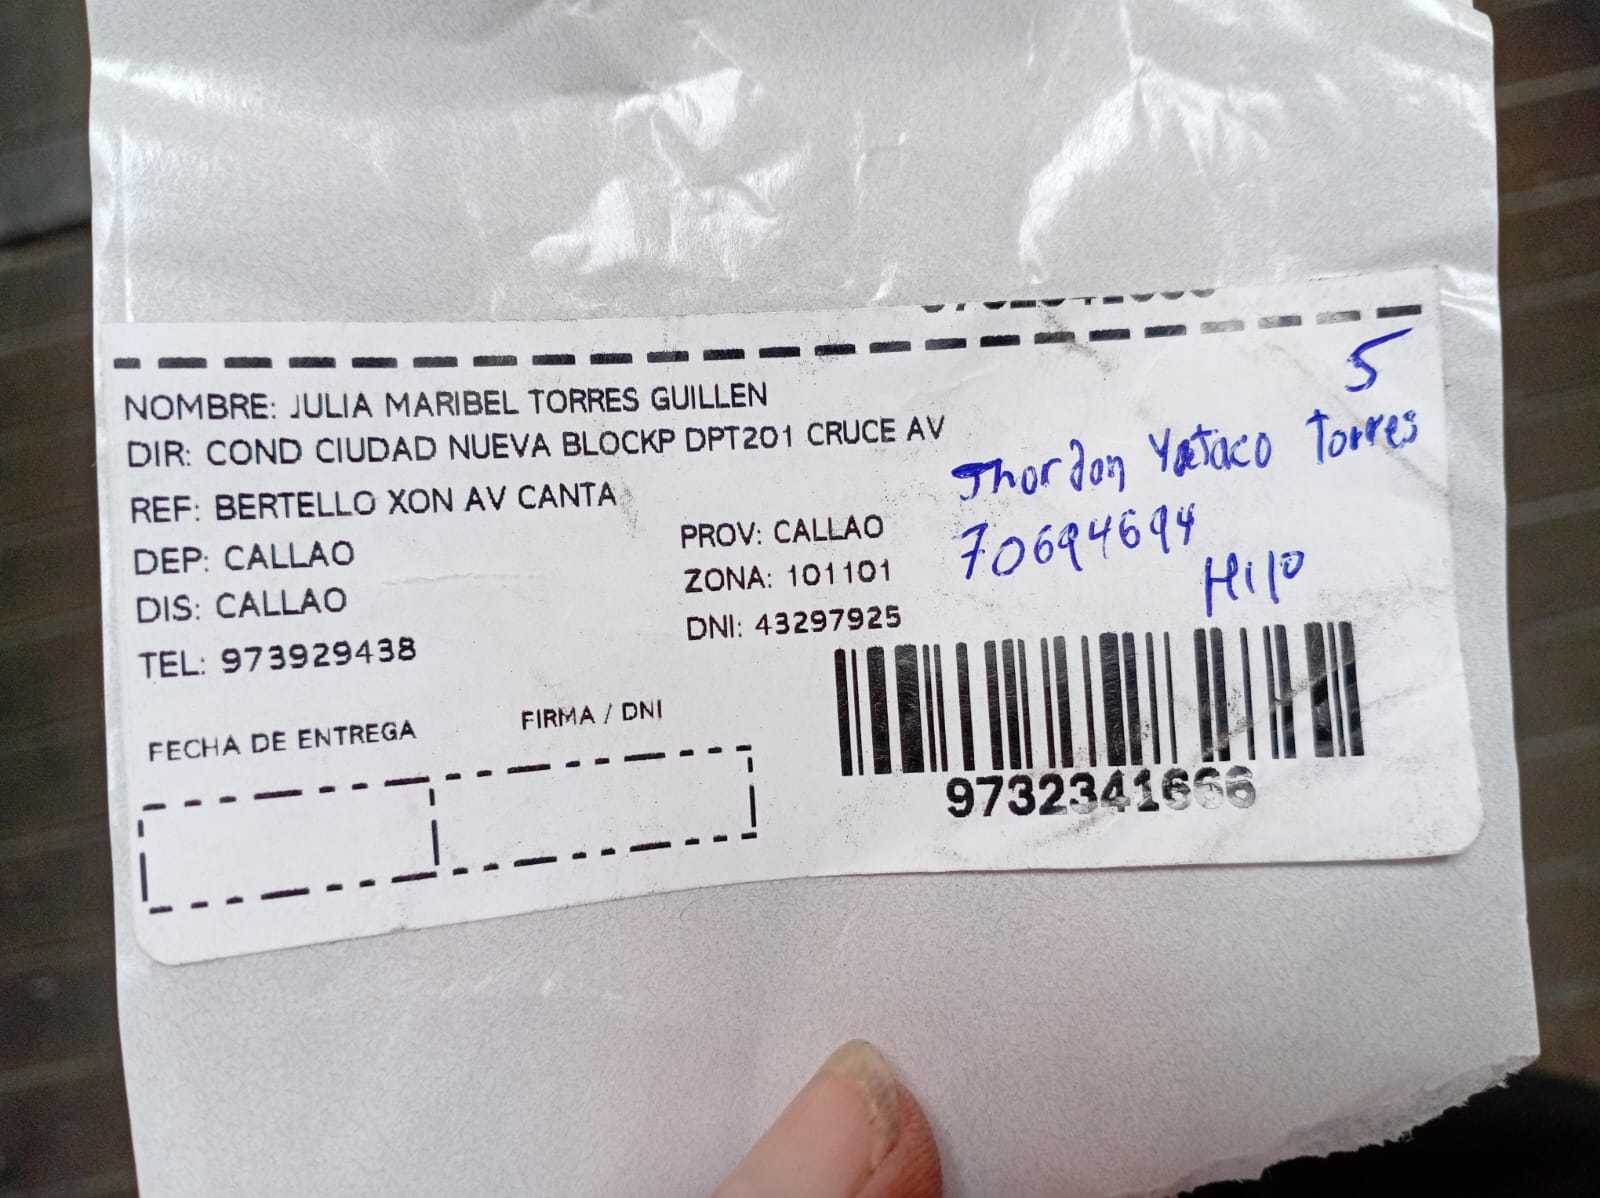 5
NOMBRE: JULIA MARIBEL TORRES GUILLEN
DIR: COND CIUDAD NUEVA BLOCKP DPT201 CRUCE AV
REF: BERTELLO XON AV CANTA
Jhordan Yataco Torres
DEP: CALLAO
PROV: CALLAO
70694694
DIS: CALLAO
ZONA: 101101
Hijo
TEL: 973929438
DNI: 43297925
FECHA DE ENTREGA
FIRMA / DNI
9732341666